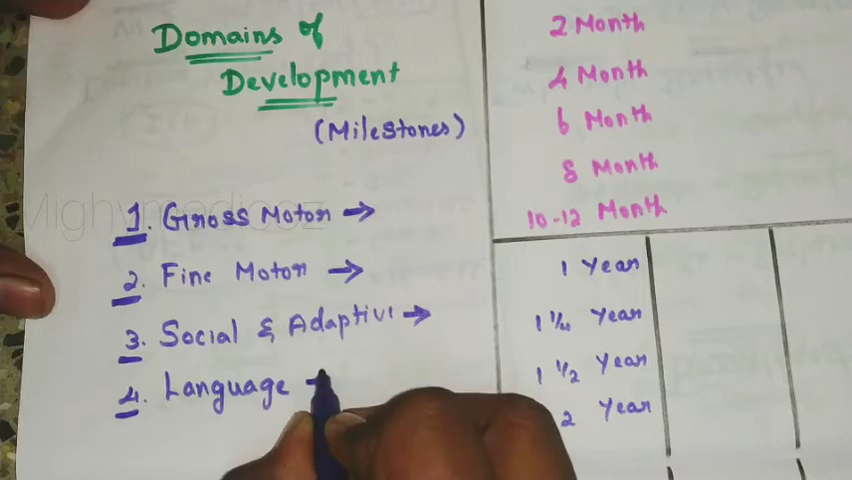 Domains of
Development
(Milestones)
1. Gross Motor →
2. Fine Motor →
3. Social & Adaptive →
4. Language
2 Month
4 Month
6 Month
8 Month
10-12 Month
1 Year
1 1/4 Year
1 1/2 Year
2 Year